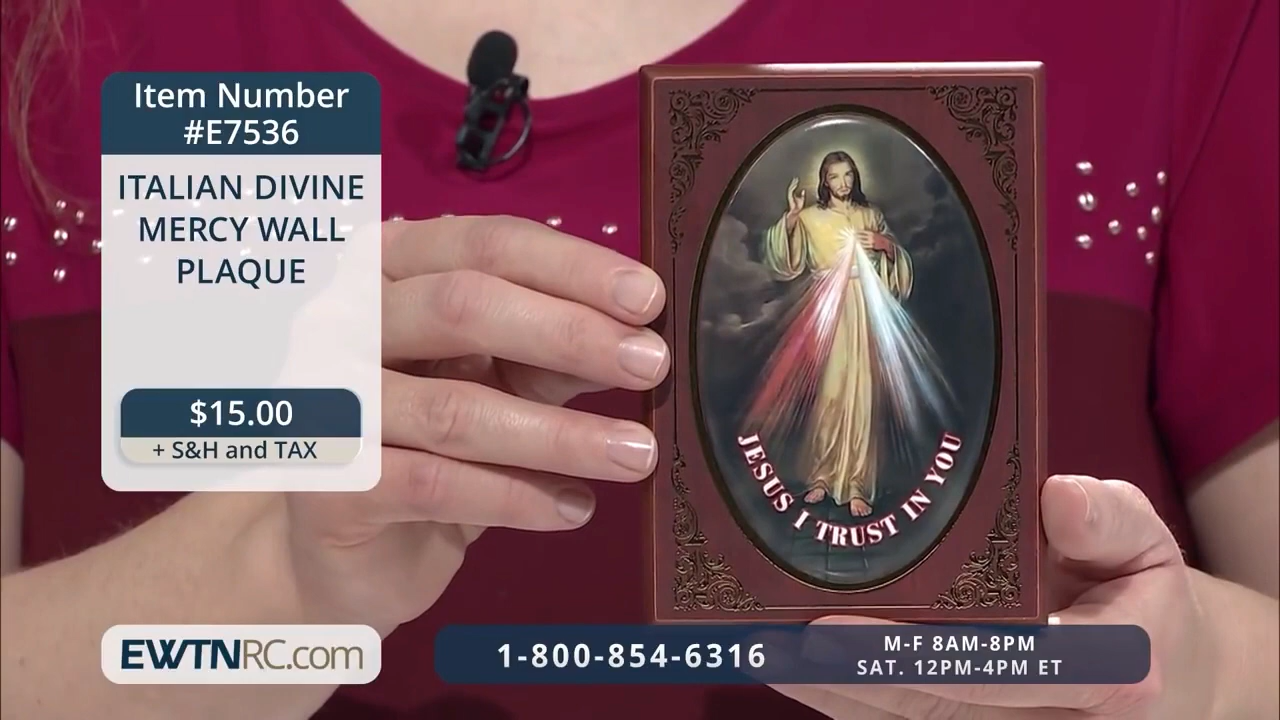 Item Number
#E7536
ITALIAN DIVINE
MERCY WALL
PLAQUE
$15.00
+ S&H and TAX
JESUS I TRUST IN YOU
EWTNRC.com
1-800-854-6316
M-F 8AM-8PM
SAT. 12PM-4PM ET